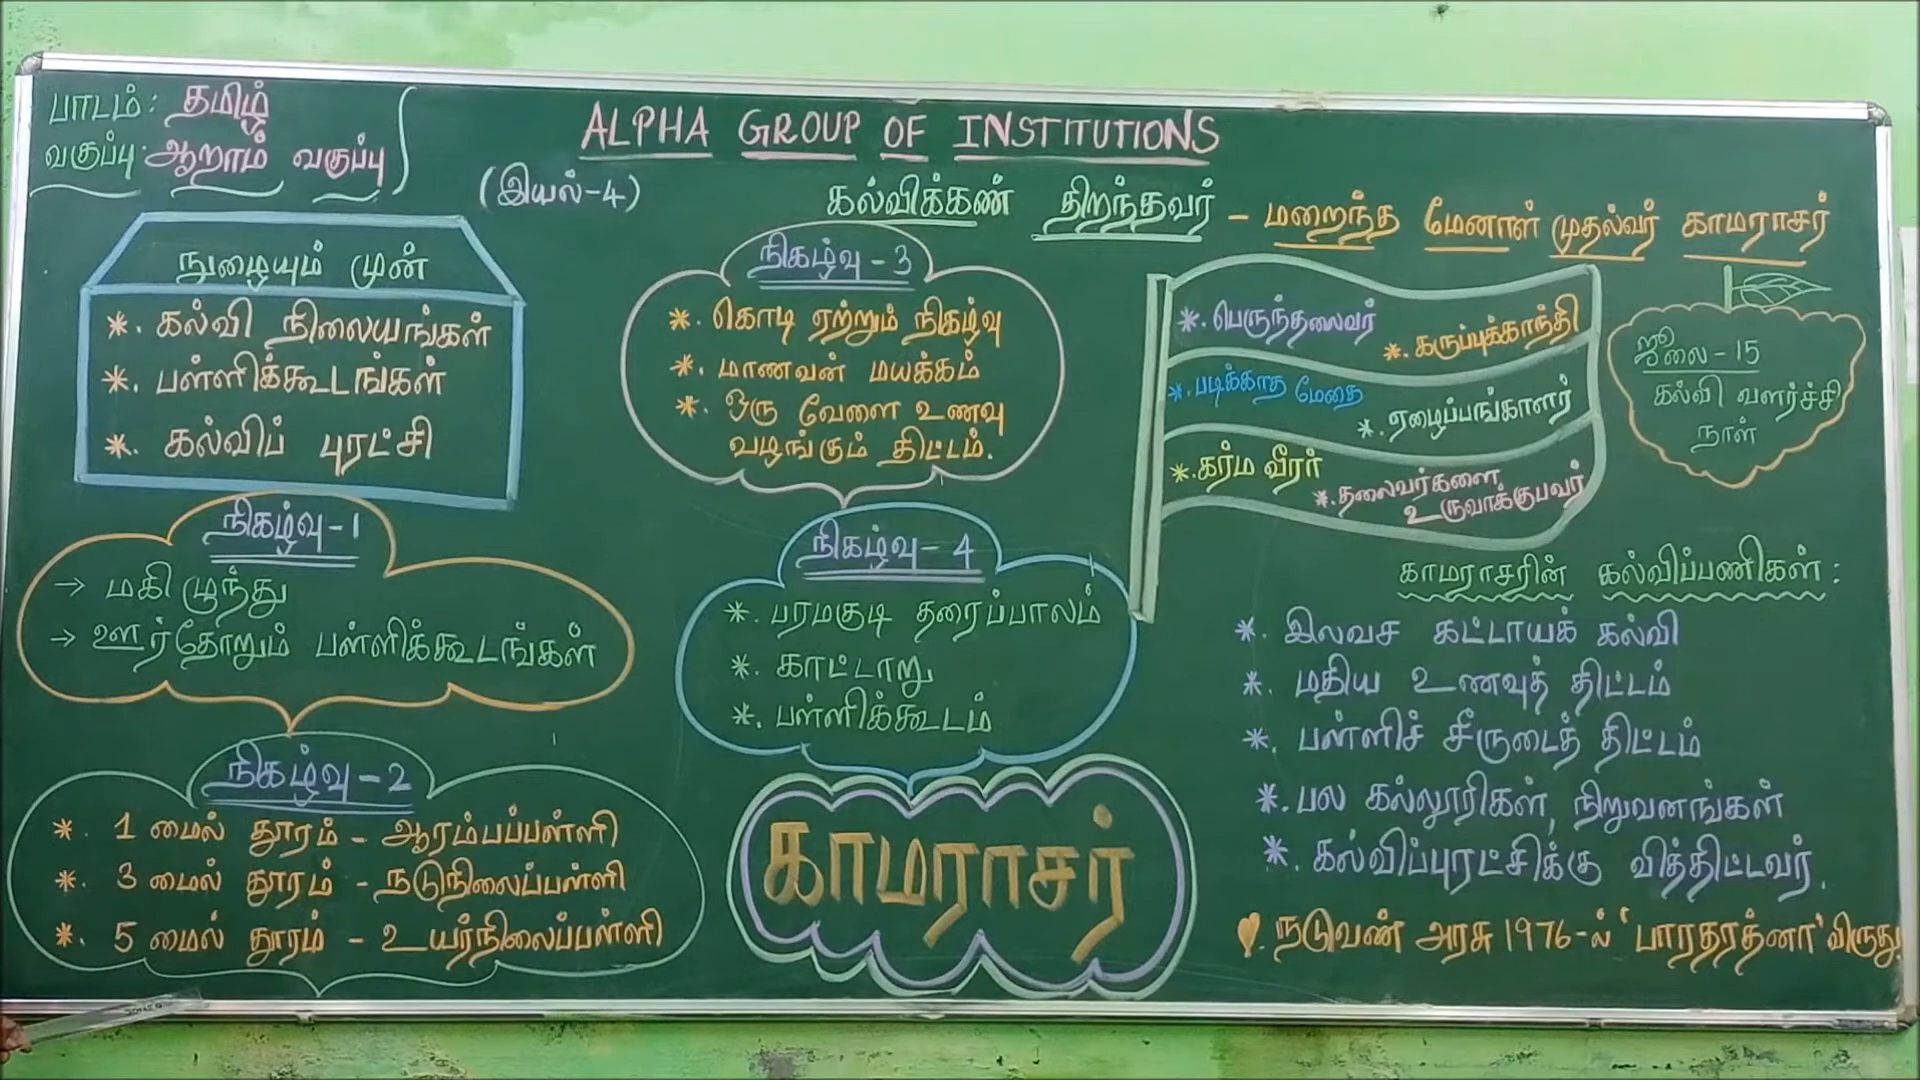 பாடம்: தமிழ்
வகுப்பு: ஆறாம் வகுப்பு
ALPHA GROUP OF INSTITUTIONS
(இயல்-4)
கல்விக்கண் திறந்தவர் - மறைந்த மேனாள் முதல்வர் காமராசர்
நுழையும் முன்
*. கல்வி நிலையங்கள்
*. பள்ளிக்கூடங்கள்
*. கல்விப் புரட்சி
நிகழ்வு-1
→ மகிழுந்து
→ ஊர்தோறும் பள்ளிக்கூடங்கள்
நிகழ்வு-2
*. 1 மைல் தூரம் - ஆரம்பப்பள்ளி
*. 3 மைல் தூரம் - நடுநிலைப்பள்ளி
*. 5 மைல் தூரம் - உயர்நிலைப்பள்ளி
நிகழ்வு-3
*. கொடி ஏற்றும் நிகழ்வு
*. மாணவன் மயக்கம்
*. ஒரு வேளை உணவு
வழங்கும் திட்டம்.
நிகழ்வு-4
*. பரமகுடி தரைப்பாலம்
*. காட்டாறு
*. பள்ளிக்கூடம்
காமராசர்
*. பெருந்தலைவர்
*. கருப்புக்காந்தி
*. படிக்காத மேதை
*. ஏழைப்பங்காளர்
*. கர்ம வீரர்
*. தலைவர்களை
உருவாக்குபவர்
ஜூலை-15
கல்வி வளர்ச்சி
நாள்
காமராசரின் கல்விப்பணிகள்:
*. இலவச கட்டாயக் கல்வி
*. மதிய உணவுத் திட்டம்
*. பள்ளிச் சீருடைத் திட்டம்
*. பல கல்லூரிகள், நிறுவனங்கள்
*. கல்விப்புரட்சிக்கு வித்திட்டவர்.
நடுவண் அரசு 1976-ல் 'பாரதரத்னா' விருது.